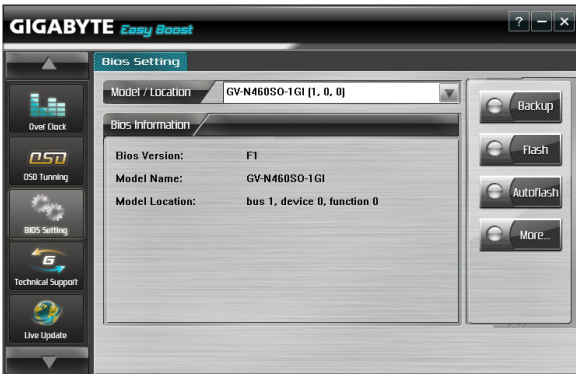 GIGABYTE Easy Boost
? – ×
Bios Setting
Model / Location GV-N460SO-1GI (1, 0, 0)
Bios Information
Bios Version: F1
Model Name: GV-N460SO-1GI
Model Location: bus 1, device 0, function 0
Over Clock
OSD
OSD Tunning
BIOS Setting
G
Technical Support
Live Update
Backup
Flash
Autoflash
More...